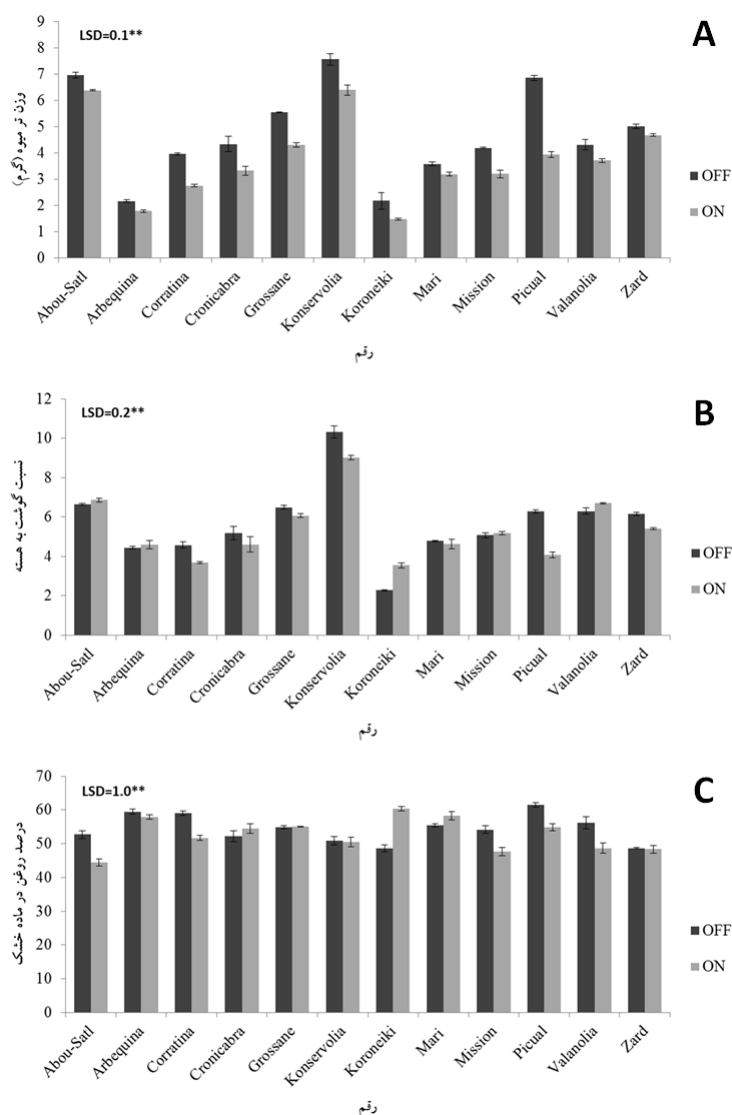 A
LSD=0.1**
وزن تر میوه (گرم)
9
8
7
6
5
4
3
2
1
0
OFF
ON
Abou-Satl
Arbequina
Corratina
Cronicabra
Grossane
Konservolia
Koroneiki
Mari
Mission
Picual
Valanolia
Zard
رقم
B
LSD=0.2**
نسبت گوشت به هسته
12
10
8
6
4
2
0
OFF
ON
Abou-Satl
Arbequina
Corratina
Cronicabra
Grossane
Konservolia
Koroneiki
Mari
Mission
Picual
Valanolia
Zard
رقم
C
LSD=1.0**
درصد روغن در ماده خشک
70
60
50
40
30
20
10
0
OFF
ON
Abou-Satl
Arbequina
Corratina
Cronicabra
Grossane
Konservolia
Koroneiki
Mari
Mission
Picual
Valanolia
Zard
رقم